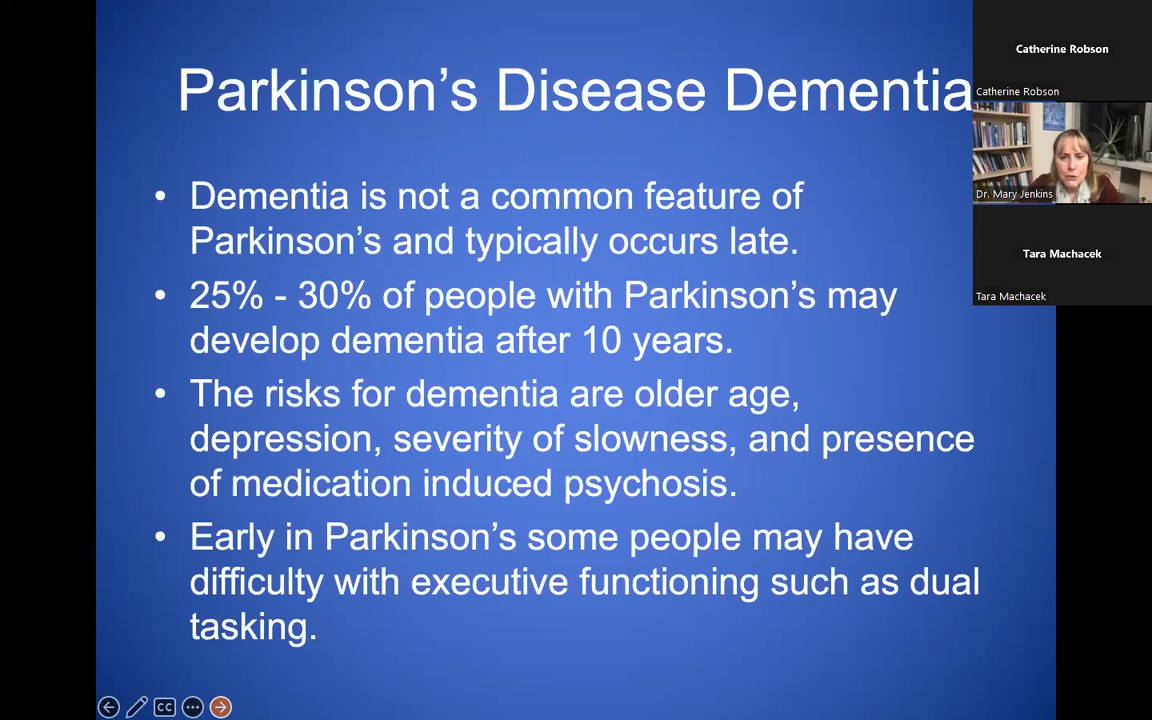 Parkinson's Disease Dementia
• Dementia is not a common feature of
Parkinson's and typically occurs late.
• 25% - 30% of people with Parkinson's may
develop dementia after 10 years.
• The risks for dementia are older age,
depression, severity of slowness, and presence
of medication induced psychosis.
• Early in Parkinson's some people may have
difficulty with executive functioning such as dual
tasking.
Catherine Robson
Catherine Robson
Dr. Mary Jenkins
Tara Machacek
Tara Machacek
CC